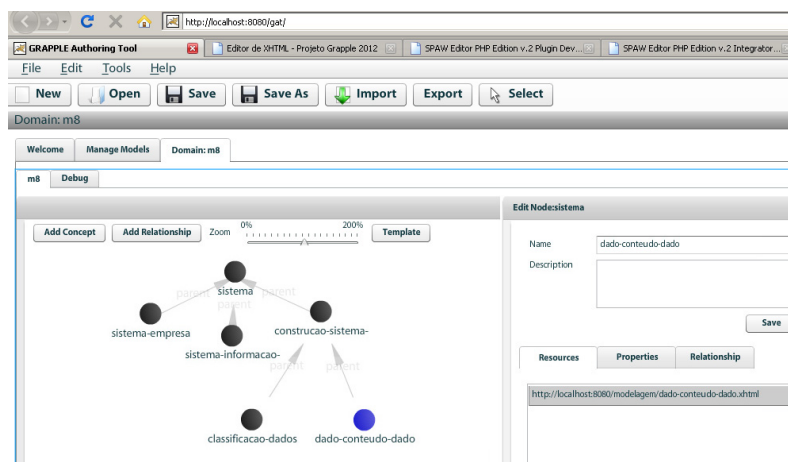 http://localhost:8080/gat/
GRAPPLE Authoring Tool Editor de XHTML - Projeto Grapple 2012 SPAW Editor PHP Edition v.2 Plugin Dev... SPAW Editor PHP Edition v.2 Integrator...
File Edit Tools Help
New Open Save Save As Import Export Select
Domain: m8
Welcome Manage Models Domain: m8
m8 Debug
Edit Node:sistema
Add Concept Add Relationship Zoom 0% 200% Template
Name dado-conteudo-dado
Description
sistema
parent parent
parent
sistema-empresa construcao-sistema-
sistema-informacao-
parent parent
classificacao-dados dado-conteudo-dado
Save
Resources Properties Relationship
http://localhost:8080/modelagem/dado-conteudo-dado.xhtml